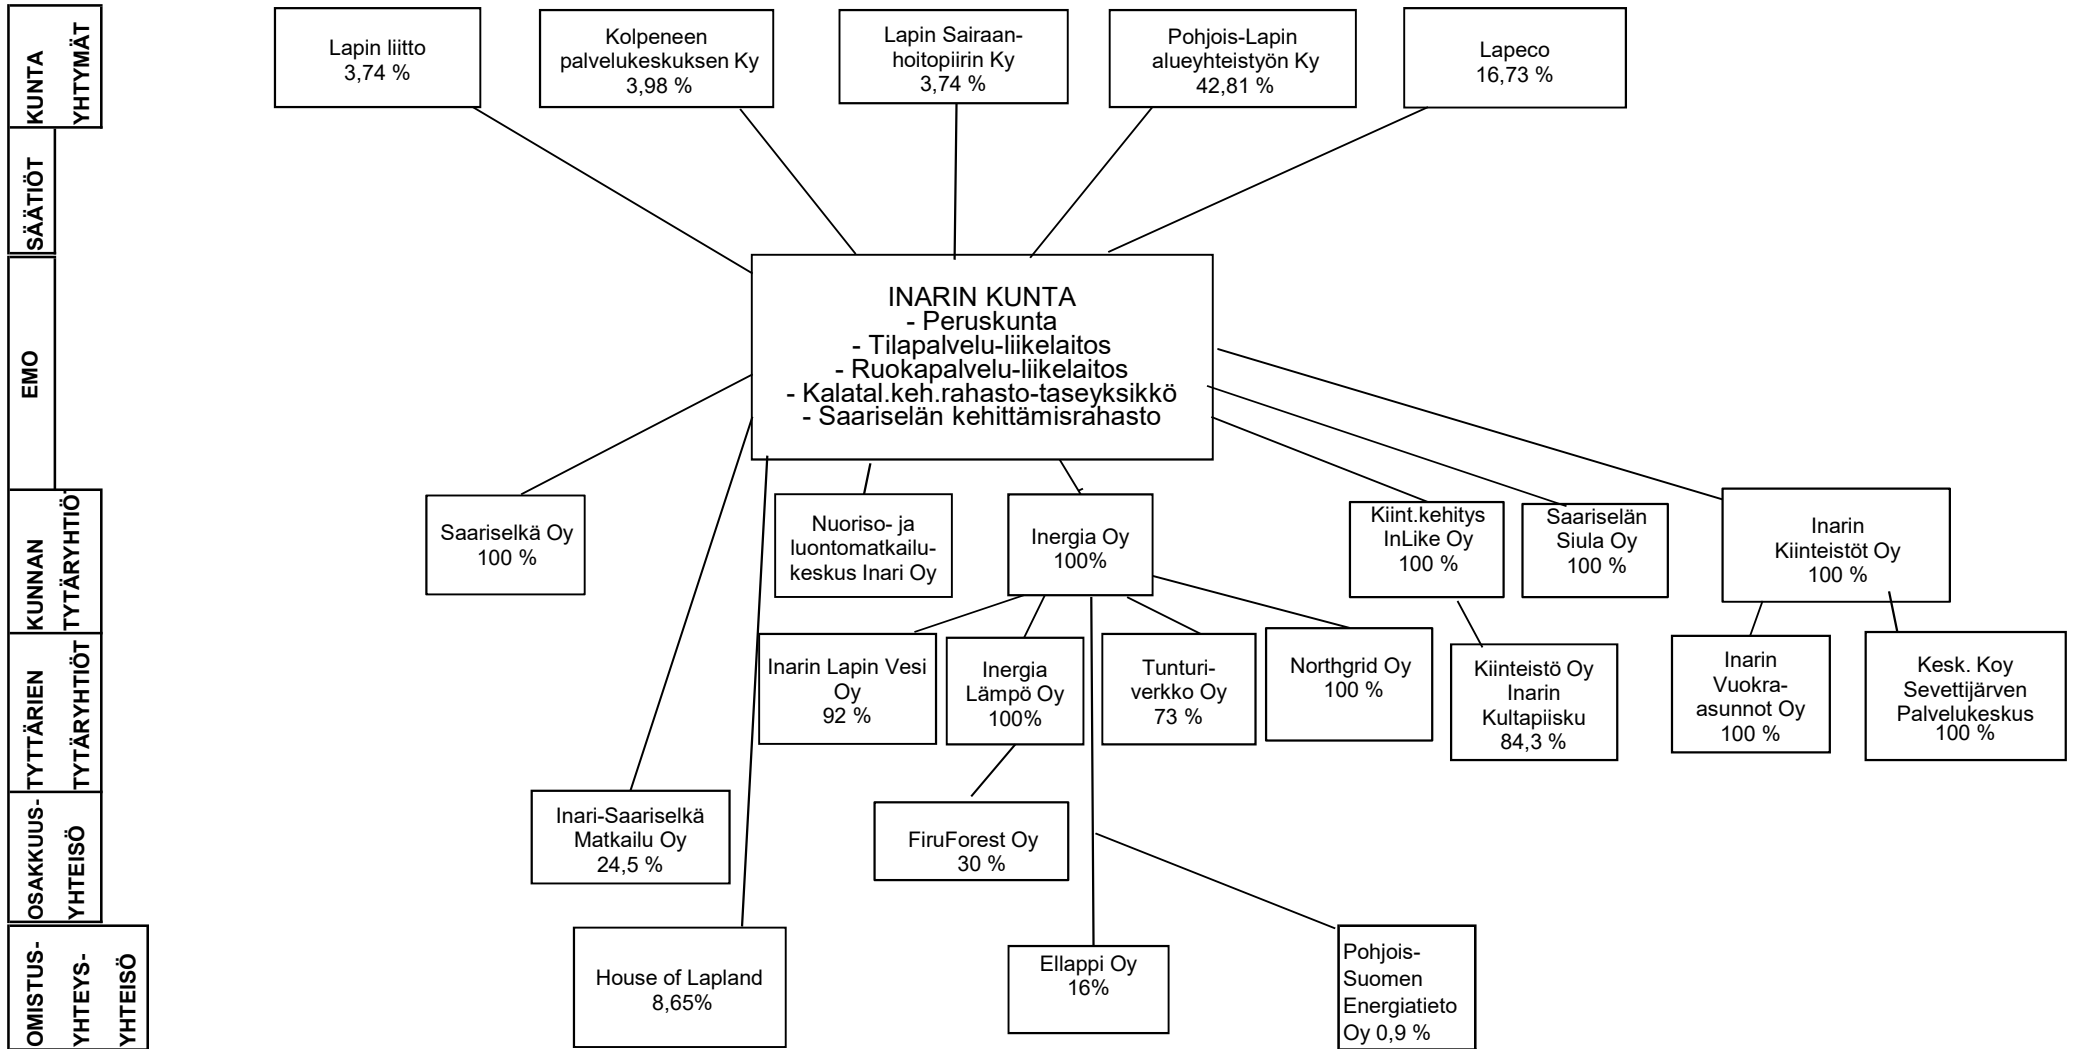 KUNTA
YHTYMÄT
Lapin liitto
3,74 %
Kolpeneen
palvelukeskuksen Ky
3,98 %
Lapin Sairaan-
hoitopiirin Ky
3,74 %
Pohjois-Lapin
alueyhteistyön Ky
42,81 %
Lapeco
16,73 %
SÄÄTIÖT
EMO
INARIN KUNTA
- Peruskunta
- Tilapalvelu-liikelaitos
- Ruokapalvelu-liikelaitos
- Kalatal.keh.rahasto-taseyksikkö
- Saariselän kehittämisrahasto
KUNNAN
TYTÄRYHTIÖ
Saariselkä Oy
100 %
Nuoriso- ja
luontomatkailu-
keskus Inari Oy
Inergia Oy
100%
Kiint.kehitys
InLike Oy
100 %
Saariselän
Siula Oy
100 %
Inarin
Kiinteistöt Oy
100 %
TYTTÄRIEN
TYTÄRYHTIÖT
Inarin Lapin Vesi
Oy
92 %
Inergia
Lämpö Oy
100%
Tunturi-
verkko Oy
73 %
Northgrid Oy
100 %
Kiinteistö Oy
Inarin
Kultapiisku
84,3 %
Inarin
Vuokra-
asunnot Oy
100 %
Kesk. Koy
Sevettijärven
Palvelukeskus
100 %
OSAKKUUS-
YHTEISÖ
Inari-Saariselkä
Matkailu Oy
24,5 %
FiruForest Oy
30 %
OMISTUS-
YHTEYS-
YHTEISÖ
House of Lapland
8,65%
Ellappi Oy
16%
Pohjois-
Suomen
Energiatieto
Oy 0,9 %